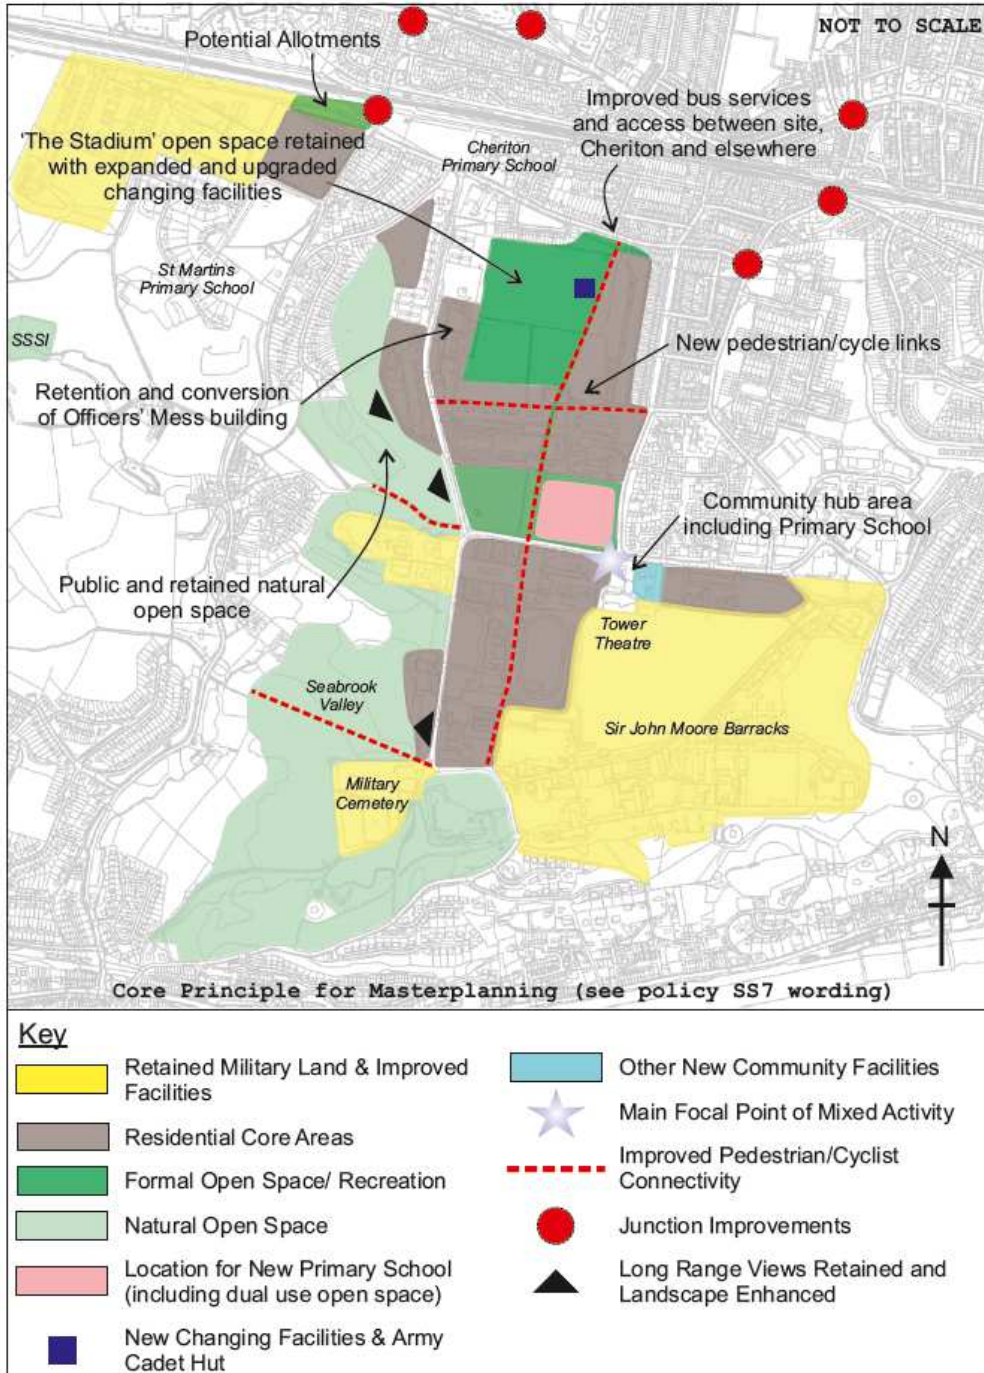 NOT TO SCALE
Potential Allotments
Improved bus services
and access between site,
Cheriton and elsewhere
'The Stadium' open space retained
with expanded and upgraded
changing facilities
Cheriton
Primary School
St Martins
Primary School
SSSI
New pedestrian/cycle links
Retention and conversion
of Officers' Mess building
Community hub area
including Primary School
Public and retained natural
open space
Tower
Theatre
Seabrook
Valley
Sir John Moore Barracks
Military
Cemetery
N
Core Principle for Masterplanning (see policy SS7 wording)
Key
Retained Military Land & Improved
Facilities
Residential Core Areas
Formal Open Space/ Recreation
Natural Open Space
Location for New Primary School
(including dual use open space)
New Changing Facilities & Army
Cadet Hut
Other New Community Facilities
Main Focal Point of Mixed Activity
Improved Pedestrian/Cyclist
Connectivity
Junction Improvements
Long Range Views Retained and
Landscape Enhanced